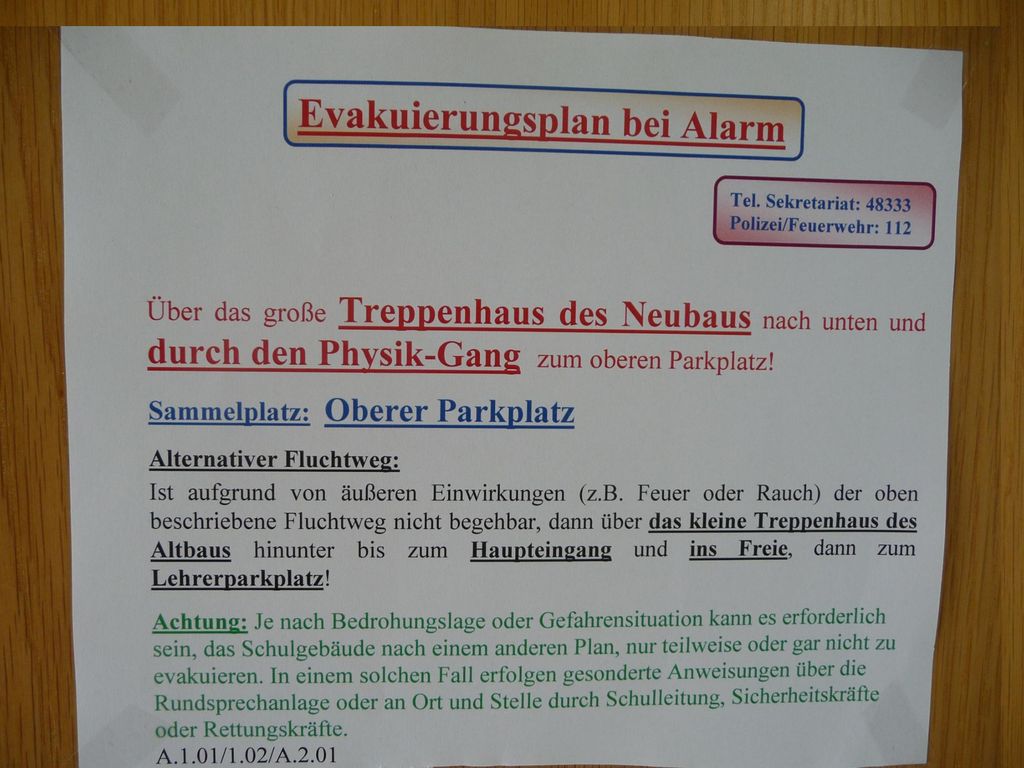 Evakuierungsplan bei Alarm
Tel. Sekretariat: 48333
Polizei/Feuerwehr: 112
Über das große Treppenhaus des Neubaus nach unten und
durch den Physik-Gang zum oberen Parkplatz!
Sammelplatz: Oberer Parkplatz
Alternativer Fluchtweg:
Ist aufgrund von äußeren Einwirkungen (z.B. Feuer oder Rauch) der oben
beschriebene Fluchtweg nicht begehbar, dann über das kleine Treppenhaus des
Altbaus hinunter bis zum Haupteingang und ins Freie, dann zum
Lehrerparkplatz!
Achtung: Je nach Bedrohungslage oder Gefahrensituation kann es erforderlich
sein, das Schulgebäude nach einem anderen Plan, nur teilweise oder gar nicht zu
evakuieren. In einem solchen Fall erfolgen gesonderte Anweisungen über die
Rundsprechanlage oder an Ort und Stelle durch Schulleitung, Sicherheitskräfte
oder Rettungskräfte.
A.1.01/1.02/A.2.01